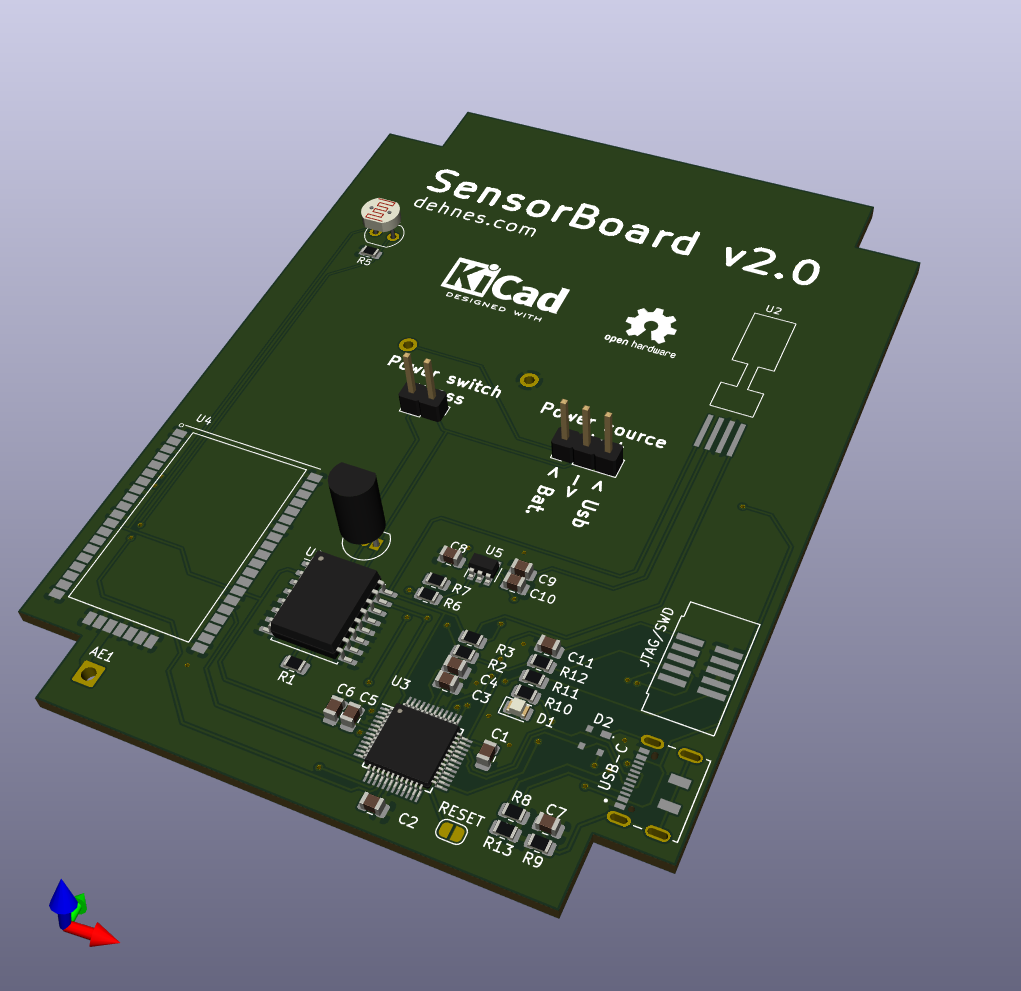 SensorBoard v2.0
dehnes.com
R5
KiCad
DESIGNED WITH
open hardware
U2
Power switch
Power source
Bat.
Usb
U4
C8
U5
C9
C10
R7
R6
AE1
R1
JTAG/SWD
R3
R2
C4
C3
C11
R12
R11
R10
D1
D2
USB-C
U3
C6
C5
C1
C2
RESET
R8
C7
R13
R9